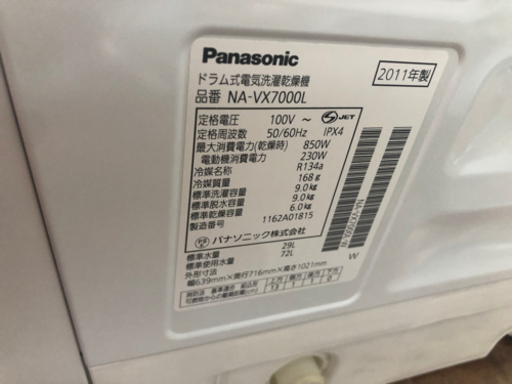 Panasonic
2011年製
ドラム式電気洗濯乾燥機
品番 NA-VX7000L
定格電圧 100V ～
S JET
定格周波数 50/60Hz IPX4
最大消費電力(乾燥時) 850W
電動機消費電力 230W
冷媒名称 R134a
冷媒質量 168g
標準洗濯容量 9.0kg
標準脱水容量 9.0kg
標準乾燥容量 6.0kg
製造番号 1162A01815
パナソニック株式会社
標準水量 29L
標準使用水量 72L
外形寸法
幅639mm×奥行716mm×高さ1021mm
W